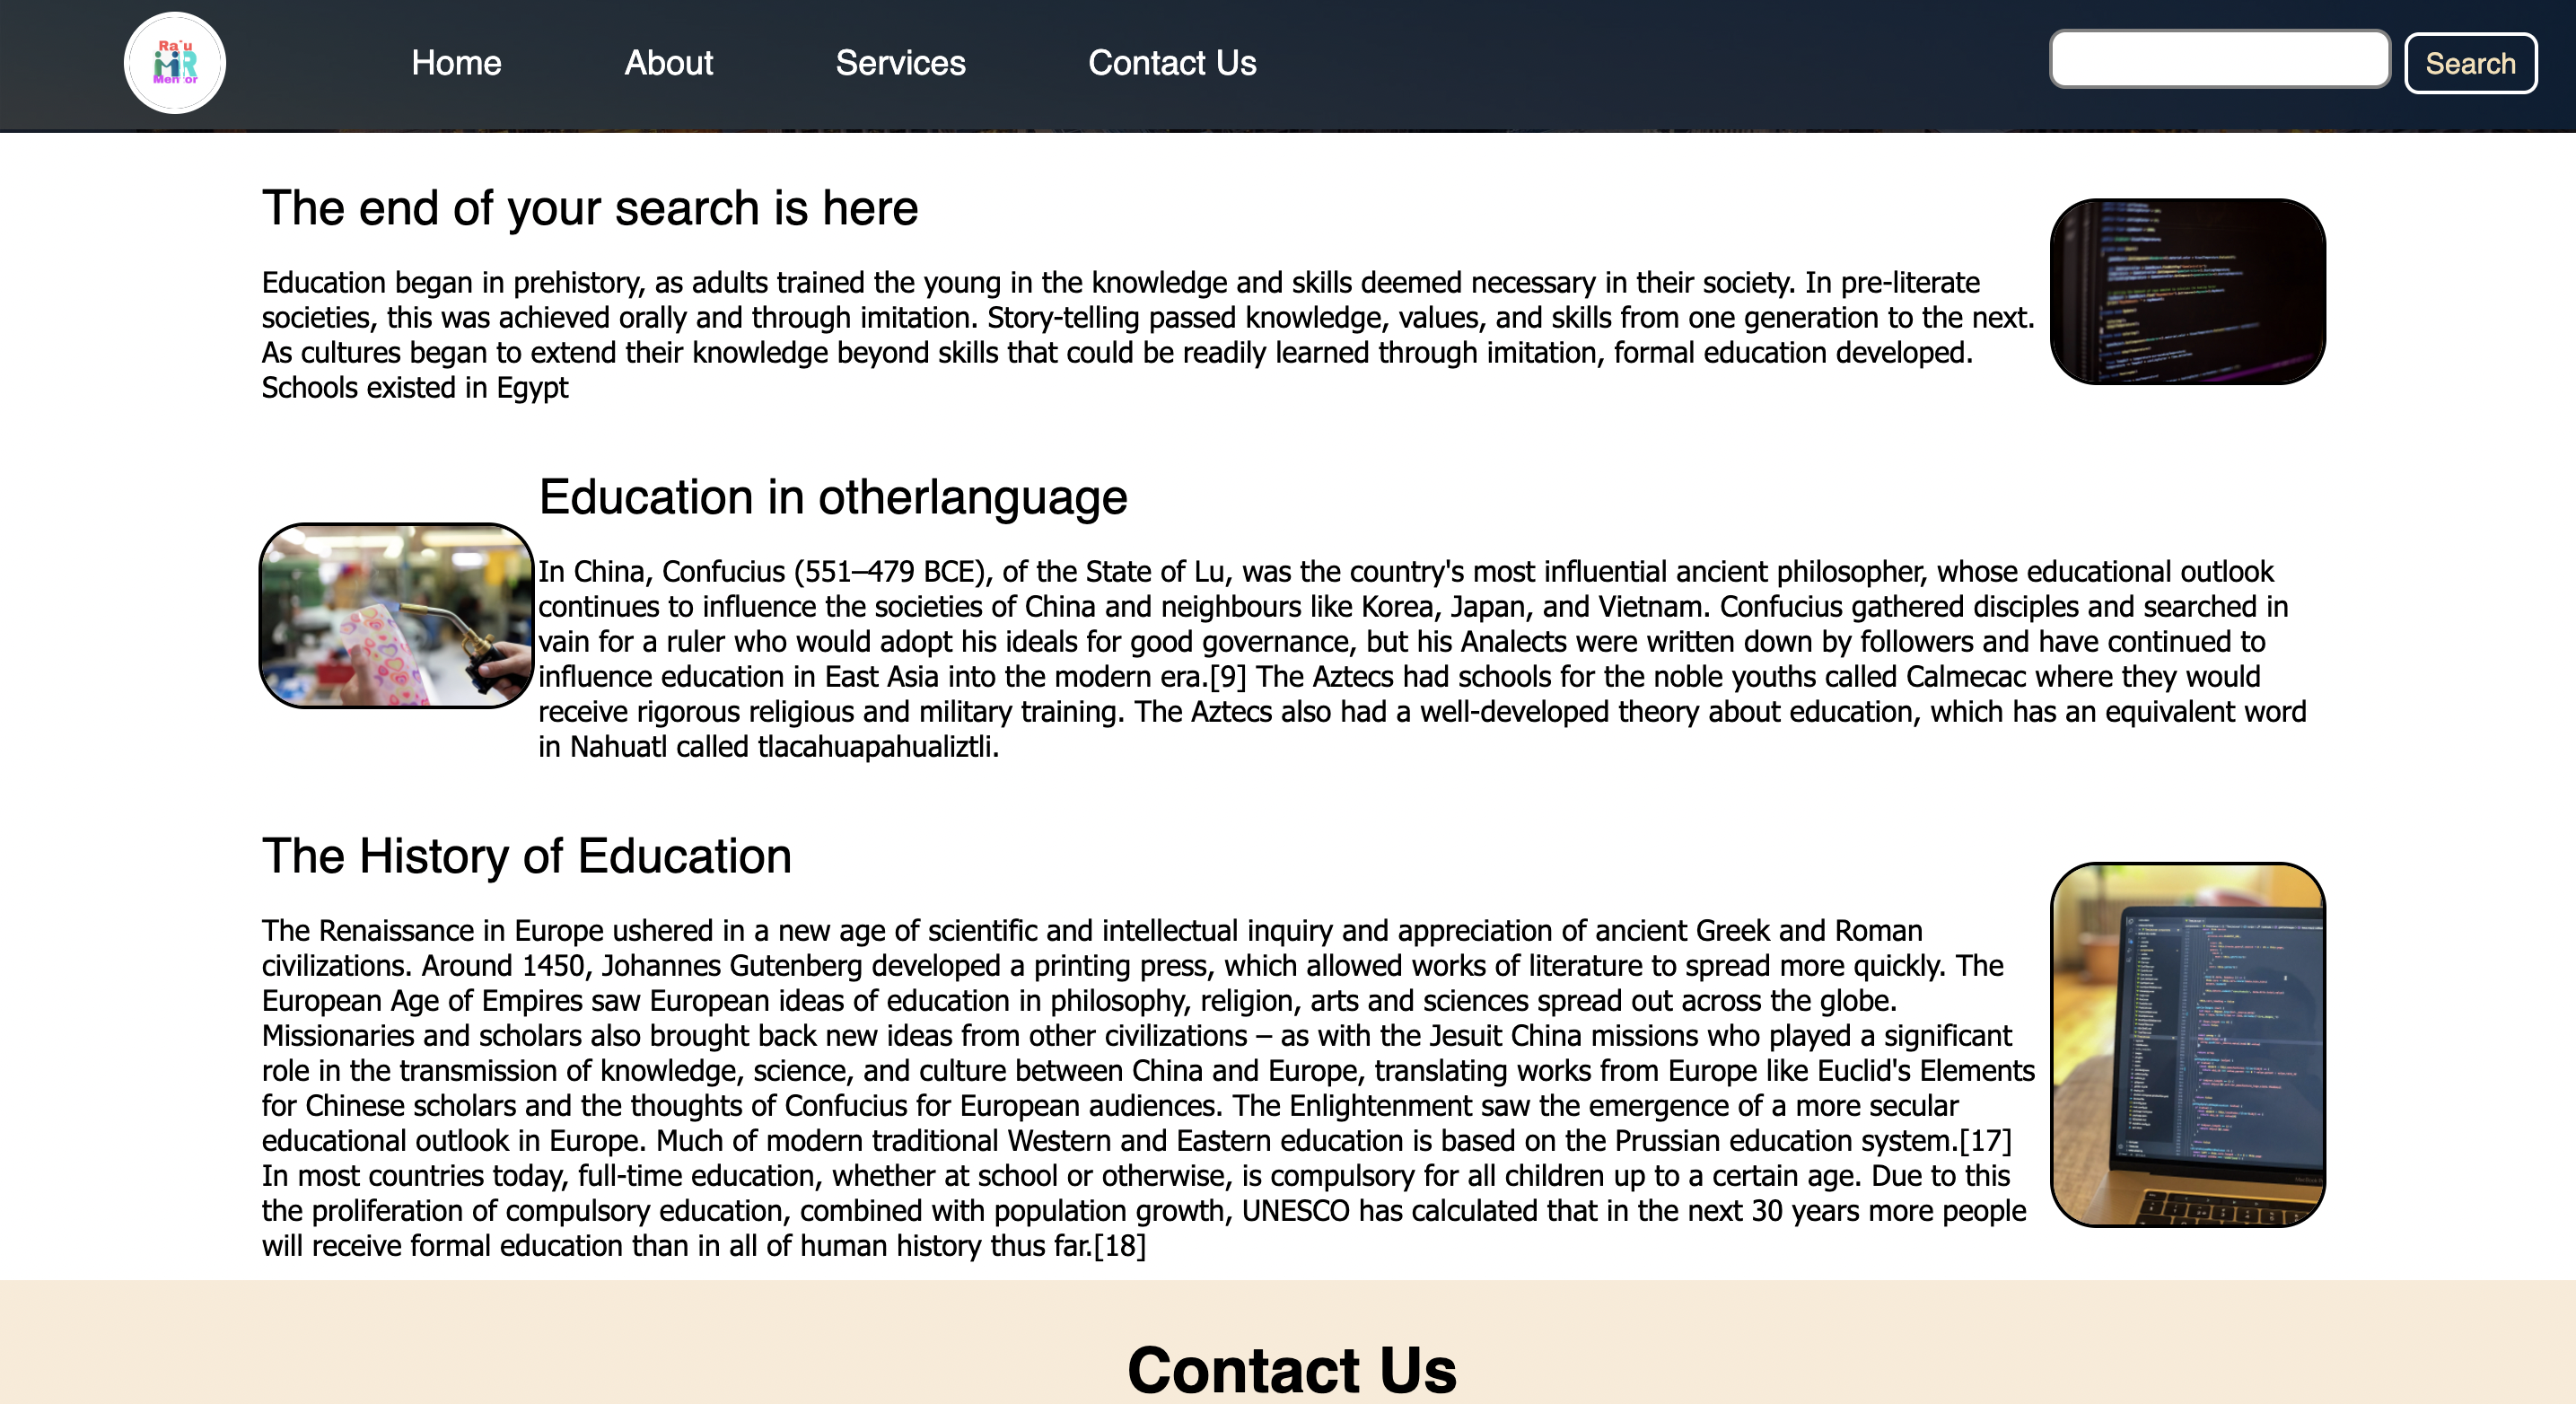 Home
About
Services
Contact Us
Search
The end of your search is here
Education began in prehistory, as adults trained the young in the knowledge and skills deemed necessary in their society. In pre-literate
societies, this was achieved orally and through imitation. Story-telling passed knowledge, values, and skills from one generation to the next.
As cultures began to extend their knowledge beyond skills that could be readily learned through imitation, formal education developed.
Schools existed in Egypt
Education in otherlanguage
In China, Confucius (551–479 BCE), of the State of Lu, was the country's most influential ancient philosopher, whose educational outlook
continues to influence the societies of China and neighbours like Korea, Japan, and Vietnam. Confucius gathered disciples and searched in
vain for a ruler who would adopt his ideals for good governance, but his Analects were written down by followers and have continued to
influence education in East Asia into the modern era.[9] The Aztecs had schools for the noble youths called Calmecac where they would
receive rigorous religious and military training. The Aztecs also had a well-developed theory about education, which has an equivalent word
in Nahuatl called tlacahuapahualiztli.
The History of Education
The Renaissance in Europe ushered in a new age of scientific and intellectual inquiry and appreciation of ancient Greek and Roman
civilizations. Around 1450, Johannes Gutenberg developed a printing press, which allowed works of literature to spread more quickly. The
European Age of Empires saw European ideas of education in philosophy, religion, arts and sciences spread out across the globe.
Missionaries and scholars also brought back new ideas from other civilizations – as with the Jesuit China missions who played a significant
role in the transmission of knowledge, science, and culture between China and Europe, translating works from Europe like Euclid's Elements
for Chinese scholars and the thoughts of Confucius for European audiences. The Enlightenment saw the emergence of a more secular
educational outlook in Europe. Much of modern traditional Western and Eastern education is based on the Prussian education system.[17]
In most countries today, full-time education, whether at school or otherwise, is compulsory for all children up to a certain age. Due to this
the proliferation of compulsory education, combined with population growth, UNESCO has calculated that in the next 30 years more people
will receive formal education than in all of human history thus far.[18]
Contact Us